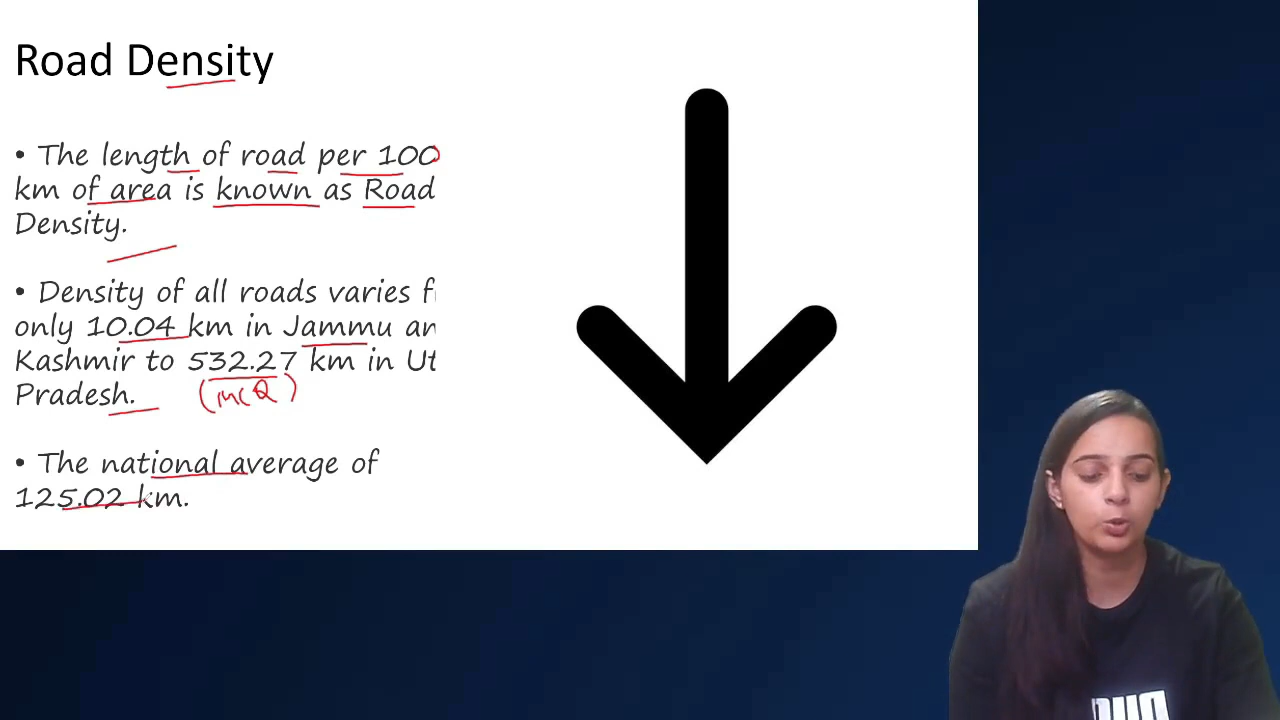 Road Density
• The length of road per 100
km of area is known as Road
Density.
• Density of all roads varies
only 10.04 km in Jammu
Kashmir to 532.27 km in
Pradesh.
(MCQ)
• The national average of
125.02 km.